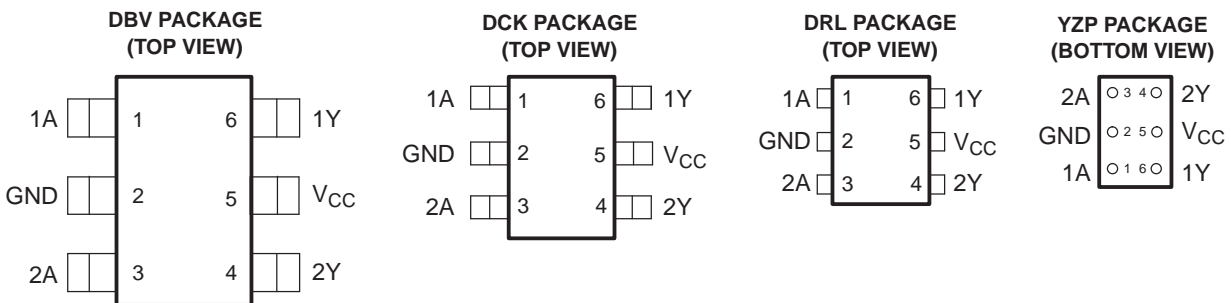 DBV PACKAGE
(TOP VIEW)
1A 1 6 1Y
GND 2 5 VCC
2A 3 4 2Y
DCK PACKAGE
(TOP VIEW)
1A 1 6 1Y
GND 2 5 VCC
2A 3 4 2Y
DRL PACKAGE
(TOP VIEW)
1A 1 6 1Y
GND 2 5 VCC
2A 3 4 2Y
YZP PACKAGE
(BOTTOM VIEW)
2A 3 4 2Y
GND 2 5 VCC
1A 1 6 1Y